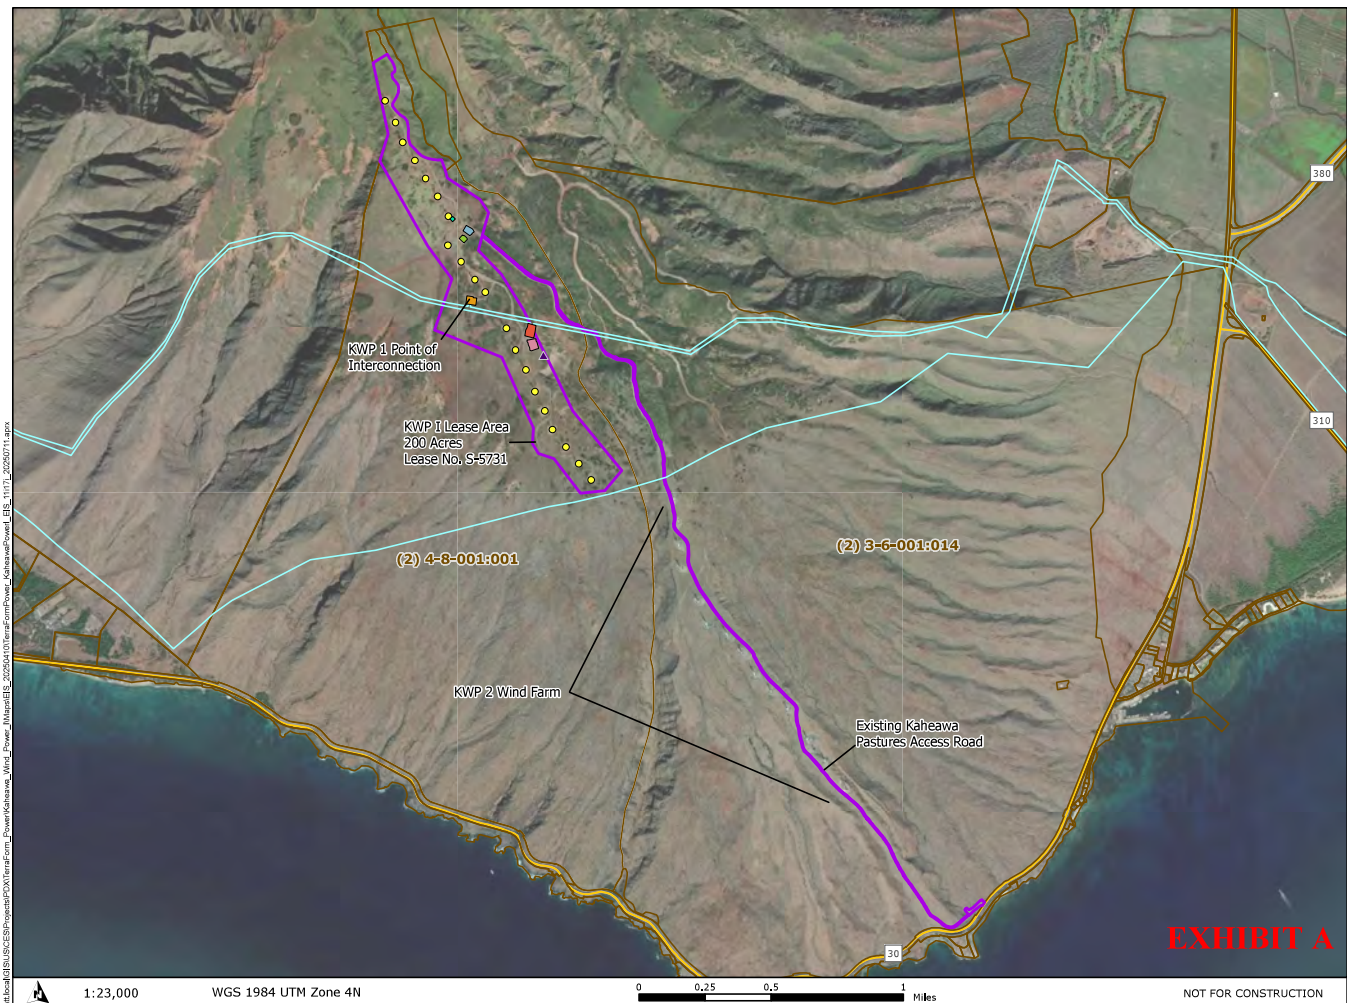 380
KWP 1 Point of
Interconnection
310
KWP I Lease Area
200 Acres
Lease No. S-5731
(2) 4-8-001:001
(2) 3-6-001:014
KWP 2 Wind Farm
Existing Kaheawa
Pastures Access Road
30
EXHIBIT A
1:23,000
WGS 1984 UTM Zone 4N
0 0.25 0.5 1
Miles
NOT FOR CONSTRUCTION